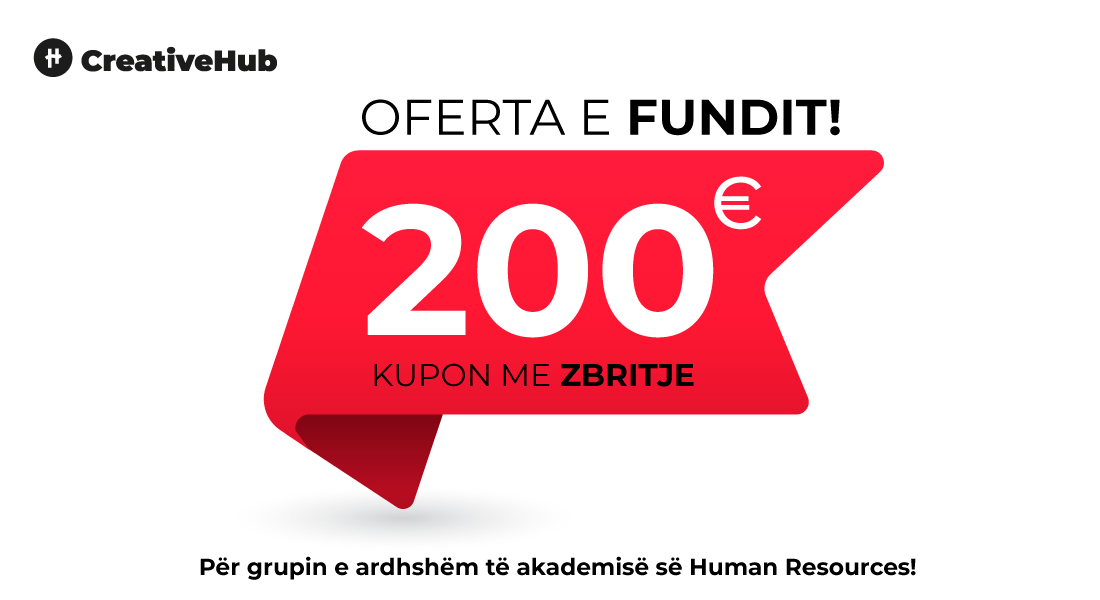 CreativeHub
OFERTA E FUNDIT!
200€
KUPON ME ZBRITJE
Për grupin e ardhshëm të akademisë së Human Resources!